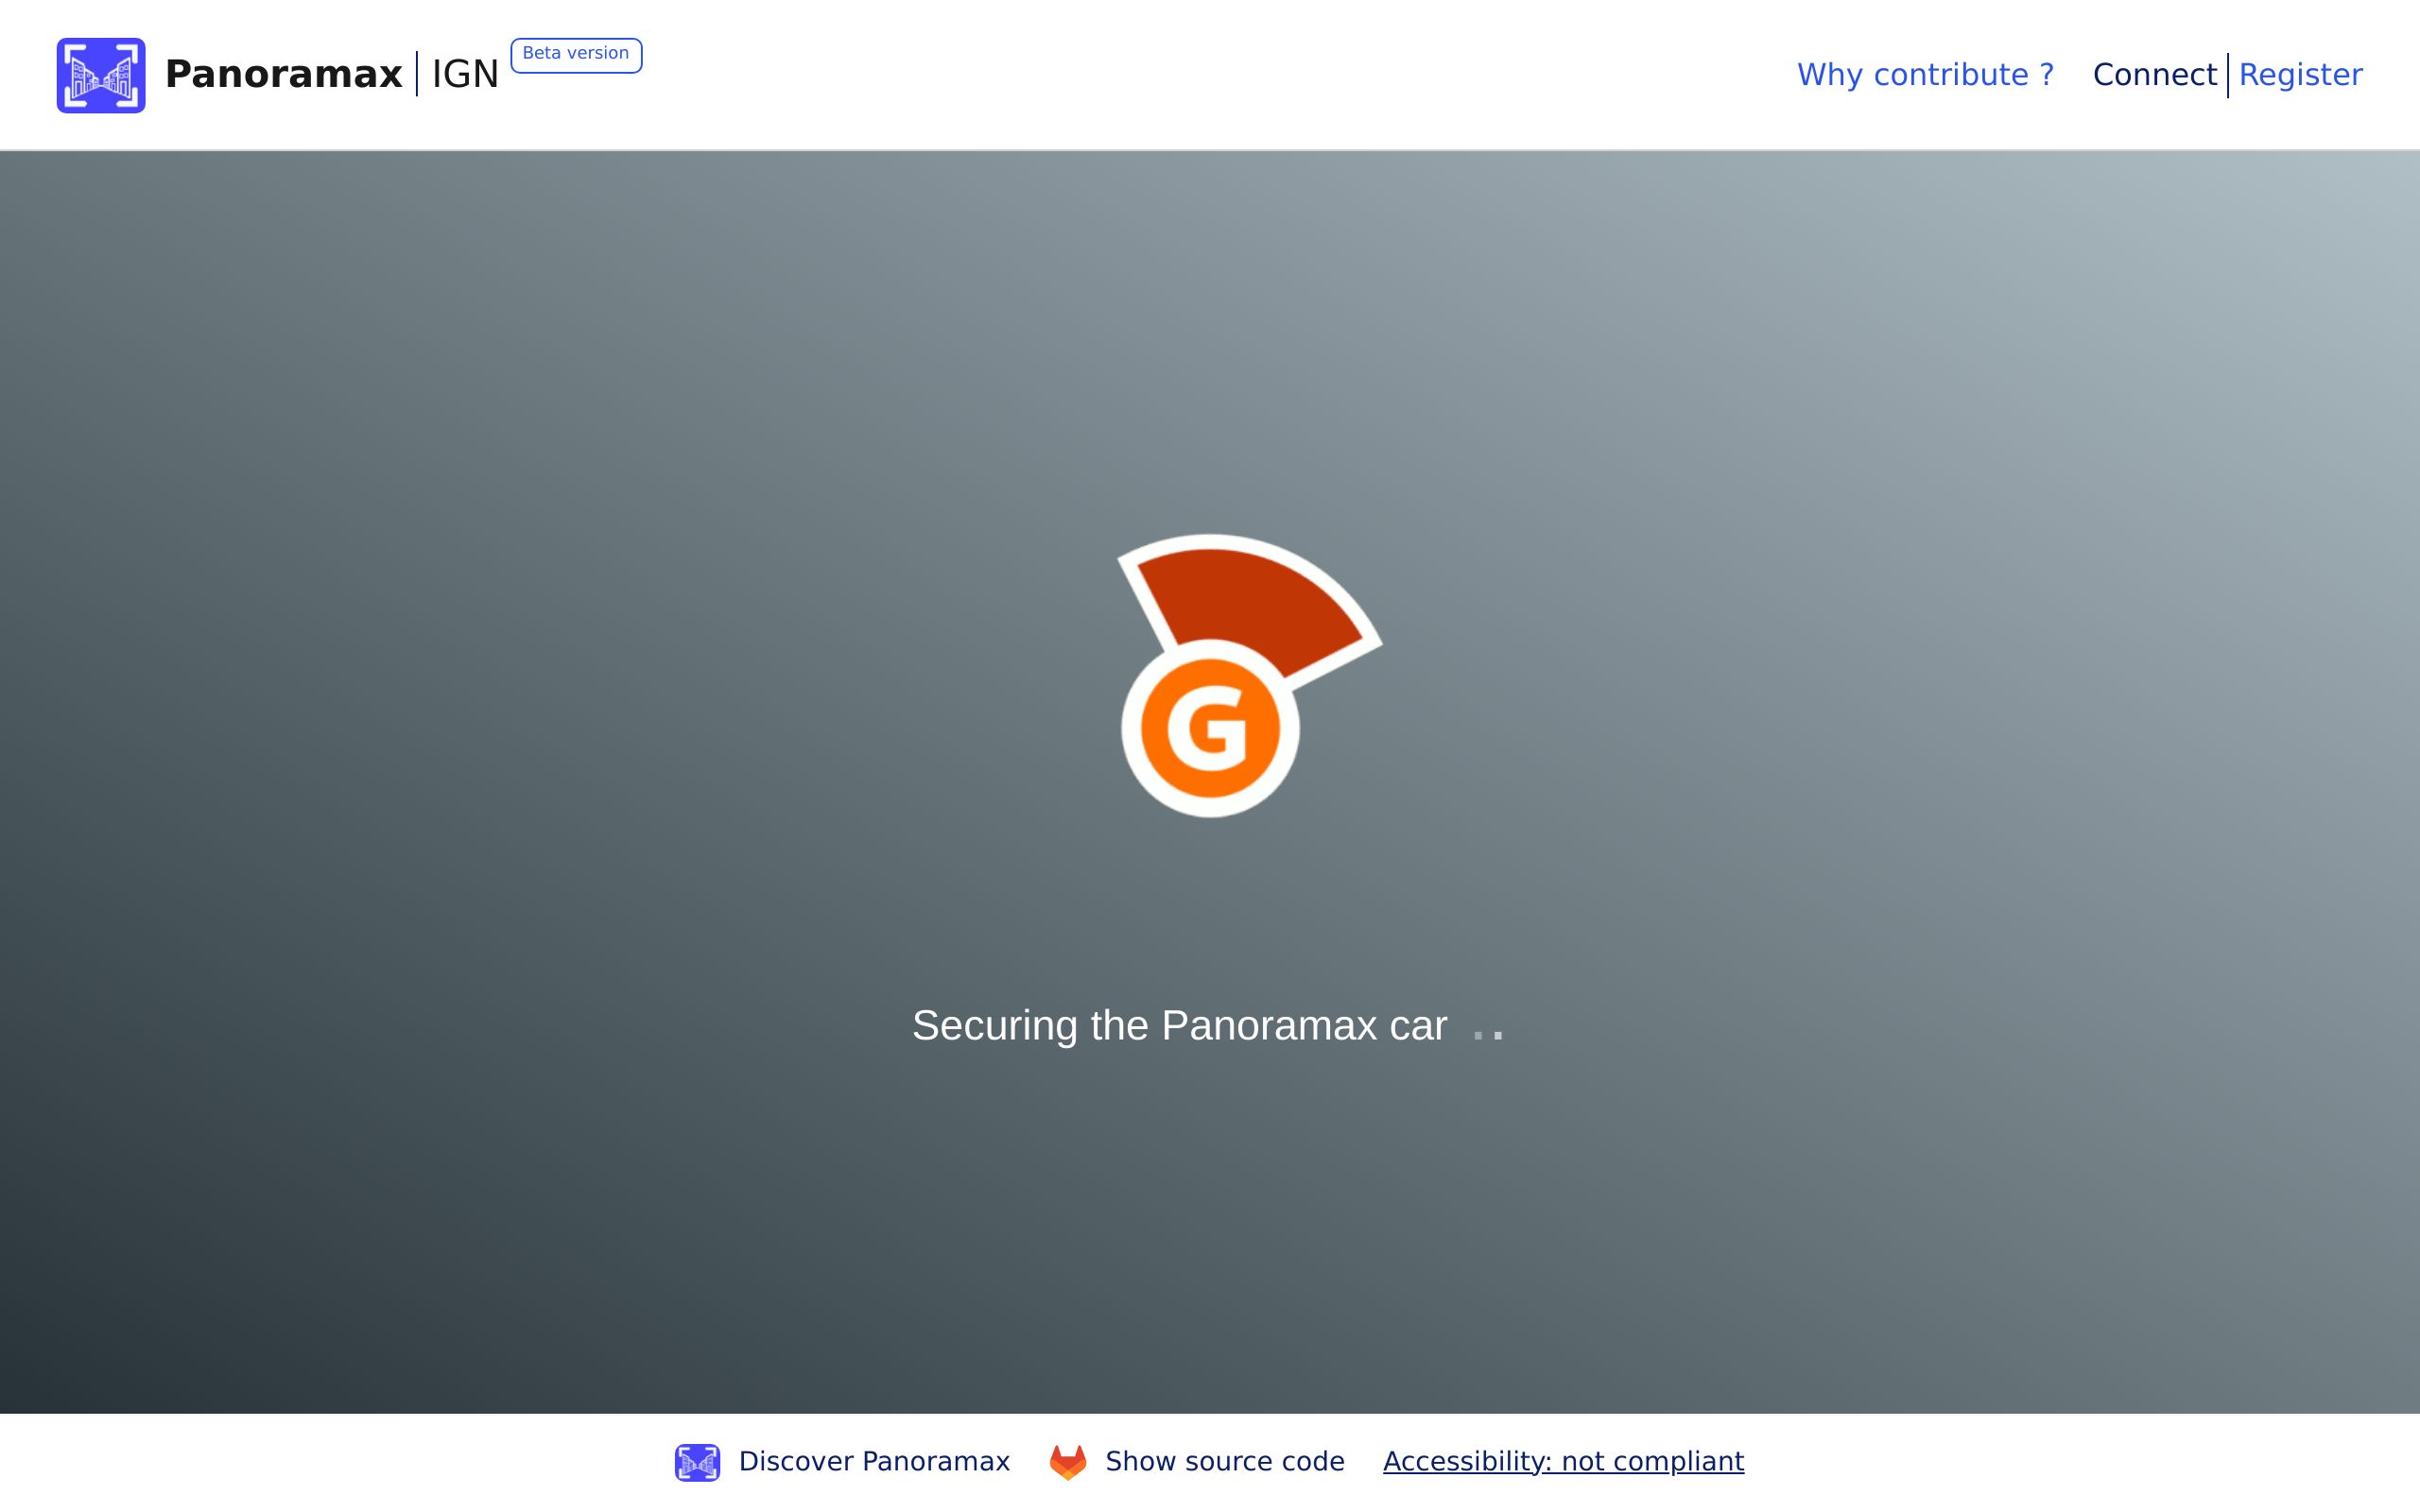 Panoramax | IGN Beta version
Why contribute ? Connect | Register
G
Securing the Panoramax car ..
Discover Panoramax Show source code Accessibility: not compliant